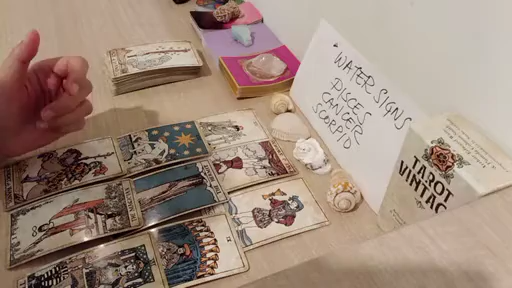 "WATER SIGNS
PISCES
CANCER
SCORPIO
TAROT
VINTAG